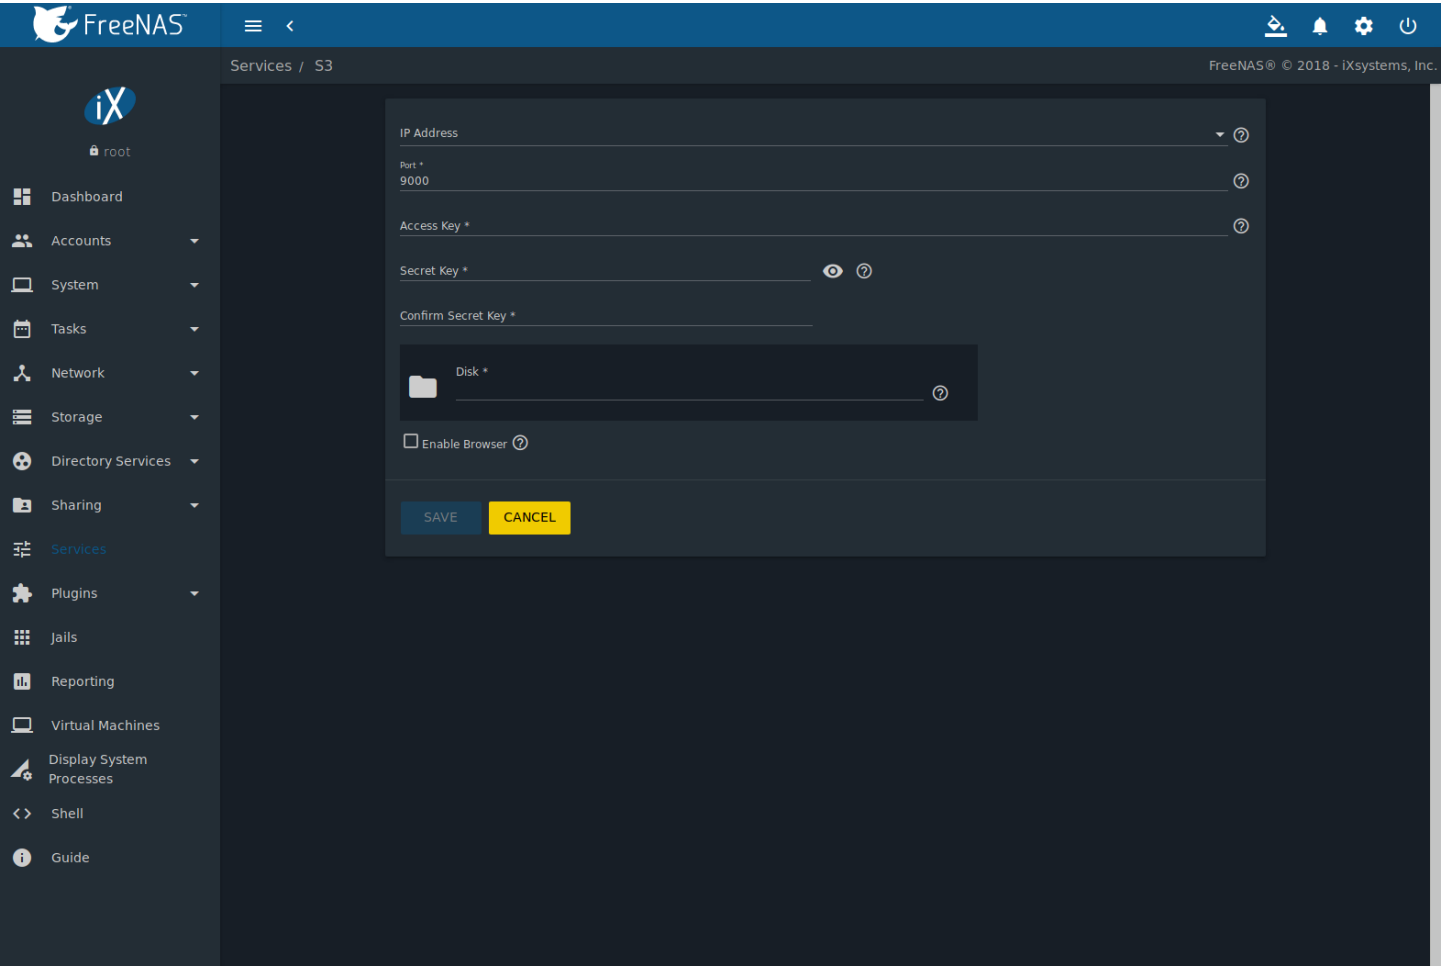 FreeNAS™
Services / S3
FreeNAS® © 2018 - iXsystems, Inc.
iX
root
Dashboard
Accounts
System
Tasks
Network
Storage
Directory Services
Sharing
Services
Plugins
Jails
Reporting
Virtual Machines
Display System
Processes
Shell
Guide
IP Address
Port *
9000
Access Key *
Secret Key *
Confirm Secret Key *
Disk *
Enable Browser
SAVE
CANCEL